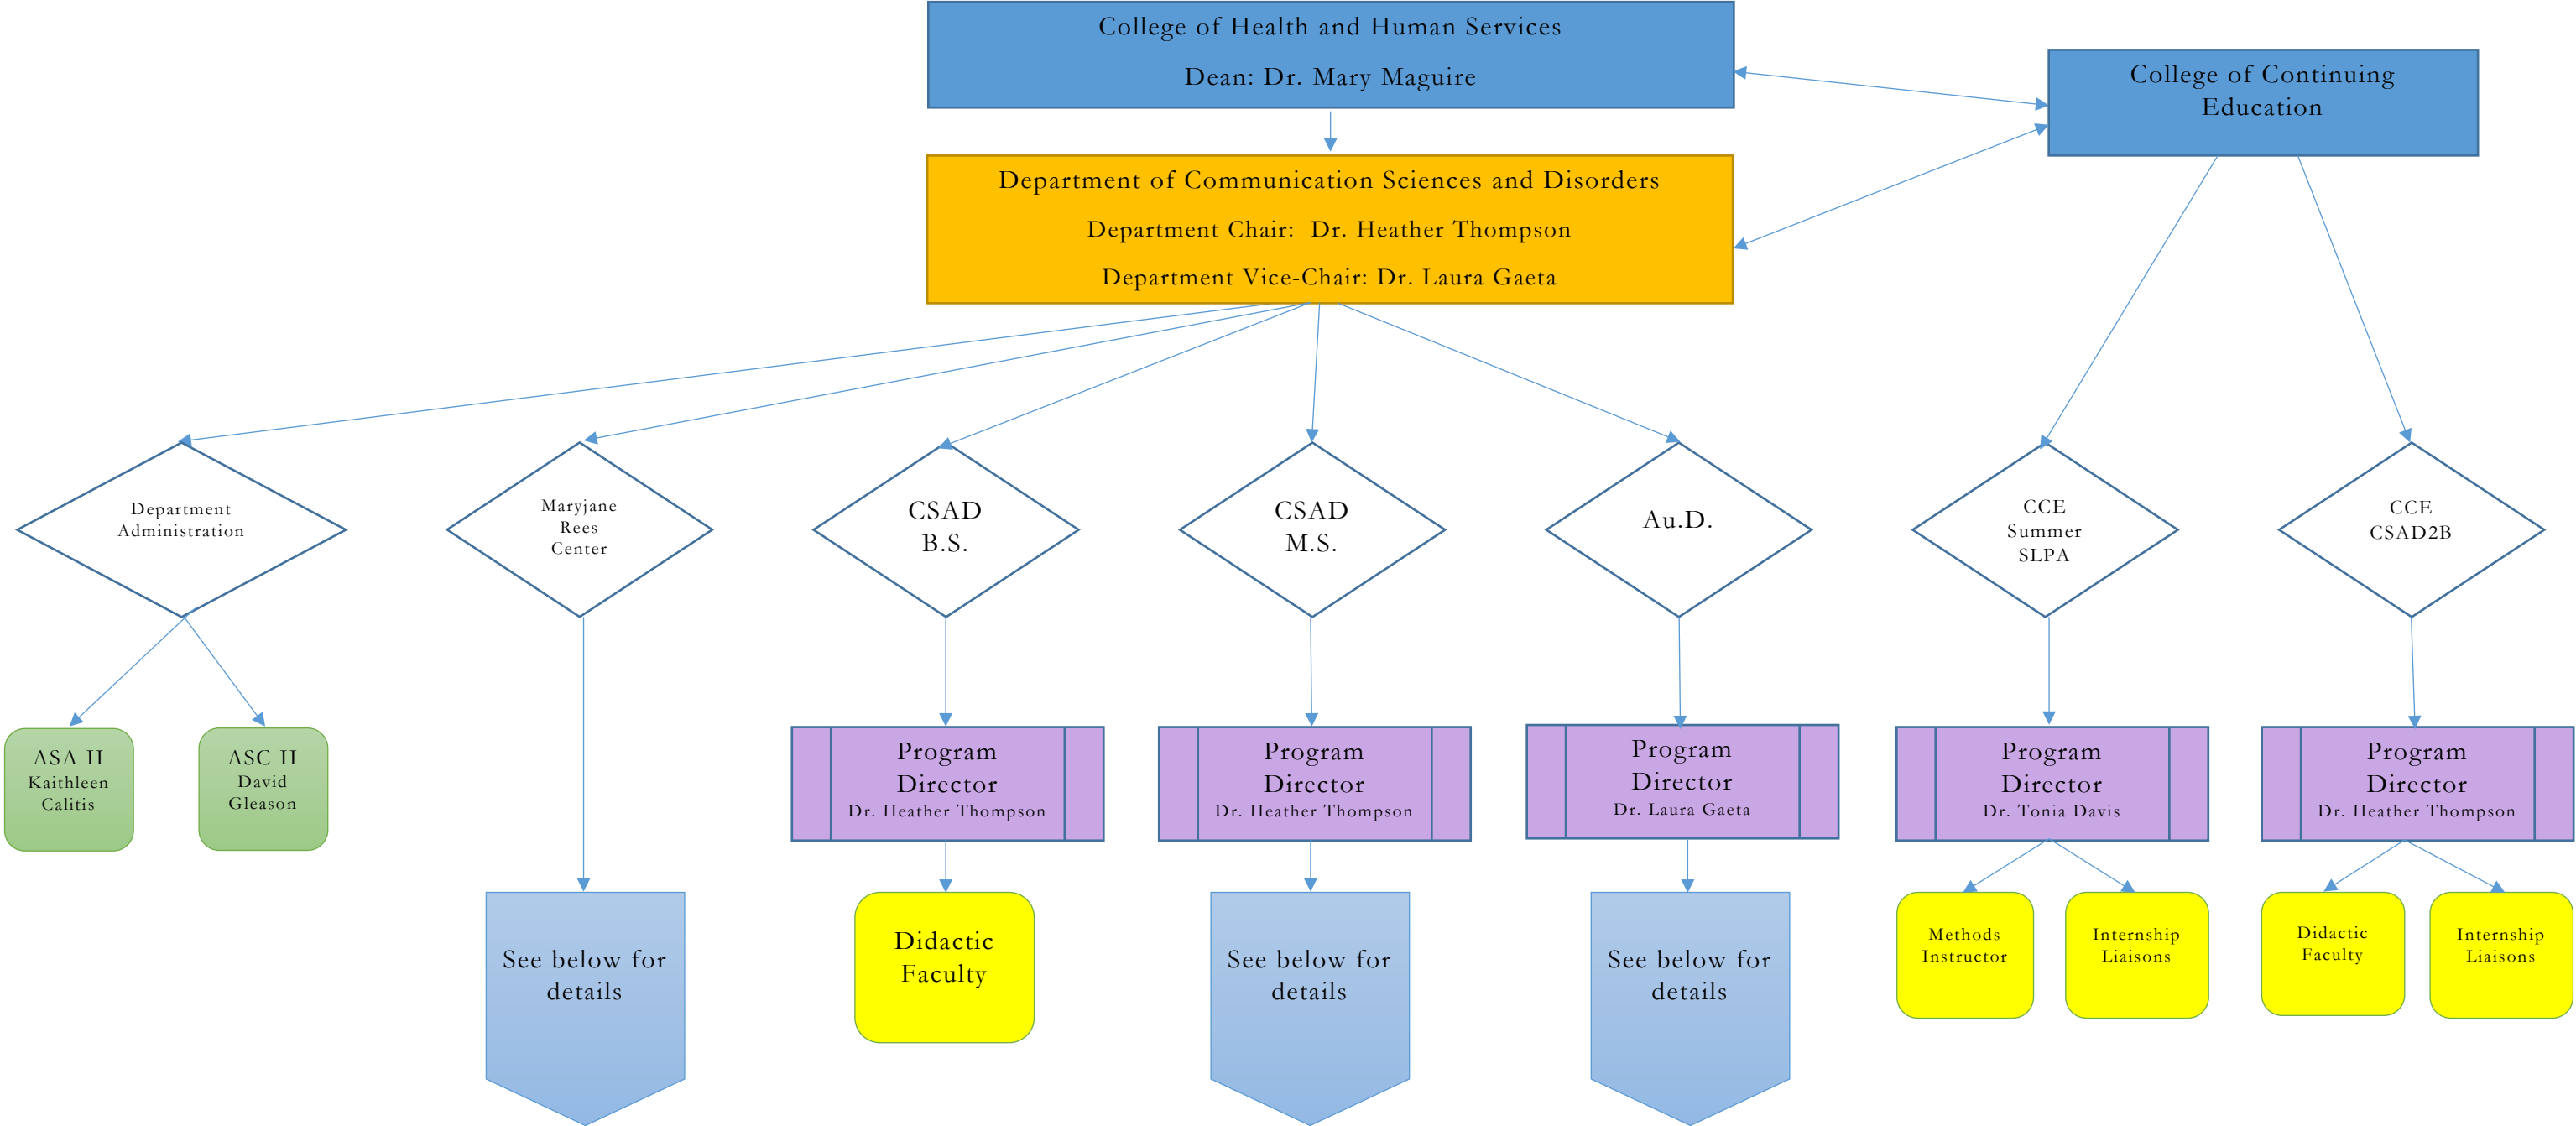 College of Health and Human Services
Dean: Dr. Mary Maguire
College of Continuing
Education
Department of Communication Sciences and Disorders
Department Chair:  Dr. Heather Thompson
Department Vice-Chair: Dr. Laura Gaeta
Department
Administration
Maryjane
Rees
Center
CSAD
B.S.
CSAD
M.S.
Au.D.
CCE
Summer
SLPA
CCE
CSAD2B
ASA II
Kaithleen
Calitis
ASC II
David
Gleason
Program
Director
Dr. Heather Thompson
Program
Director
Dr. Heather Thompson
Program
Director
Dr. Laura Gaeta
Program
Director
Dr. Tonia Davis
Program
Director
Dr. Heather Thompson
See below for
details
Didactic
Faculty
See below for
details
See below for
details
Methods
Instructor
Internship
Liaisons
Didactic
Faculty
Internship
Liaisons